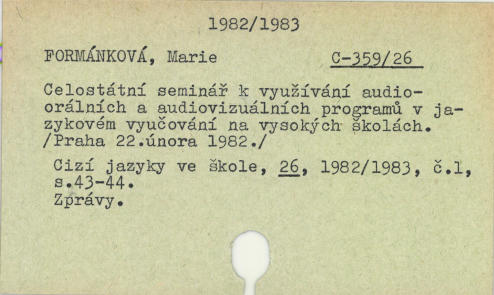 1982/1983
FORMÁNKOVÁ, Marie C-359/26
Celostátní seminář k využívání audio-
orálních a audiovizuálních programů v ja-
zykovém vyučování na vysokých školách.
/Praha 22.února 1982./
Cizí jazyky ve škole, 26, 1982/1983, č.1,
s.43-44.
Zprávy.